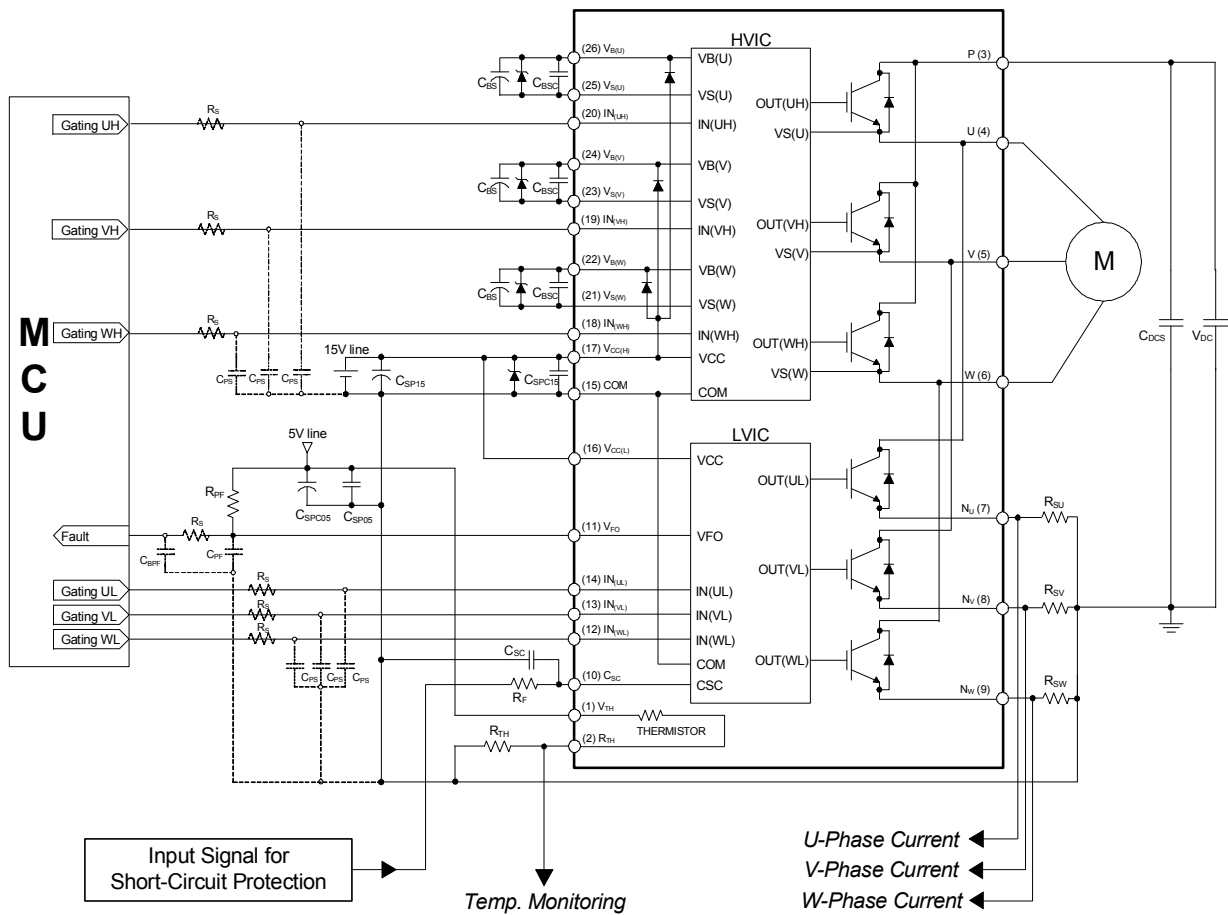 HVIC
(26) VB(U)
VB(U)
P (3)
CBS
CBSC
(25) VS(U)
VS(U)
OUT(UH)
RS
Gating UH
(20) IN(UH)
IN(UH)
VS(U)
U (4)
(24) VB(V)
VB(V)
CBS
CBSC
(23) VS(V)
VS(V)
RS
Gating VH
(19) IN(VH)
IN(VH)
OUT(VH)
VS(V)
V (5)
M
(22) VB(W)
VB(W)
CBS
CBSC
(21) VS(W)
VS(W)
RS
Gating WH
(18) IN(WH)
IN(WH)
OUT(WH)
CDCS
VDC
MCU
15V line
(17) VCC(H)
VCC
VS(W)
CPS
CPS
CPS
CSP15
CSPC15
W (6)
(15) COM
COM
5V line
LVIC
(16) VCC(L)
VCC
OUT(UL)
RPF
CSPC05
CSP05
NU (7)
RSU
RS
Fault
(11) VFO
VFO
CBPF
CPF
RS
Gating UL
(14) IN(UL)
IN(UL)
OUT(VL)
RS
Gating VL
(13) IN(VL)
IN(VL)
NV (8)
RSV
RS
Gating WL
(12) IN(WL)
IN(WL)
CSC
COM
OUT(WL)
CPS
CPS
CPS
RF
(10) CSC
CSC
NW (9)
RSW
(1) VTH
THERMISTOR
RTH
(2) RTH
Input Signal for
Short-Circuit Protection
Temp. Monitoring
U-Phase Current
V-Phase Current
W-Phase Current